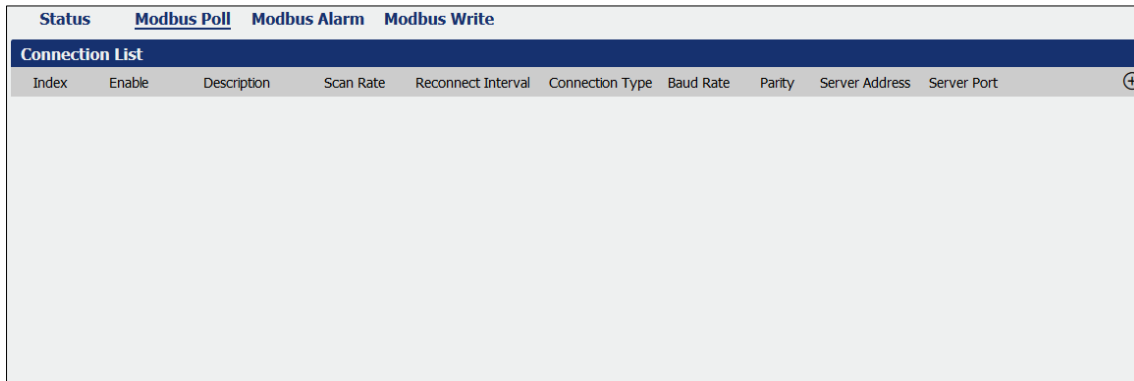 Status Modbus Poll Modbus Alarm Modbus Write
Connection List
Index Enable Description Scan Rate Reconnect Interval Connection Type Baud Rate Parity Server Address Server Port